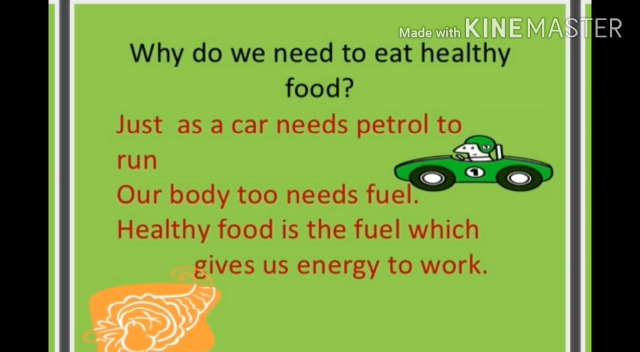 Made with KINEMASTER
Why do we need to eat healthy
food?
Just as a car needs petrol to
run
1
Our body too needs fuel.
Healthy food is the fuel which
gives us energy to work.